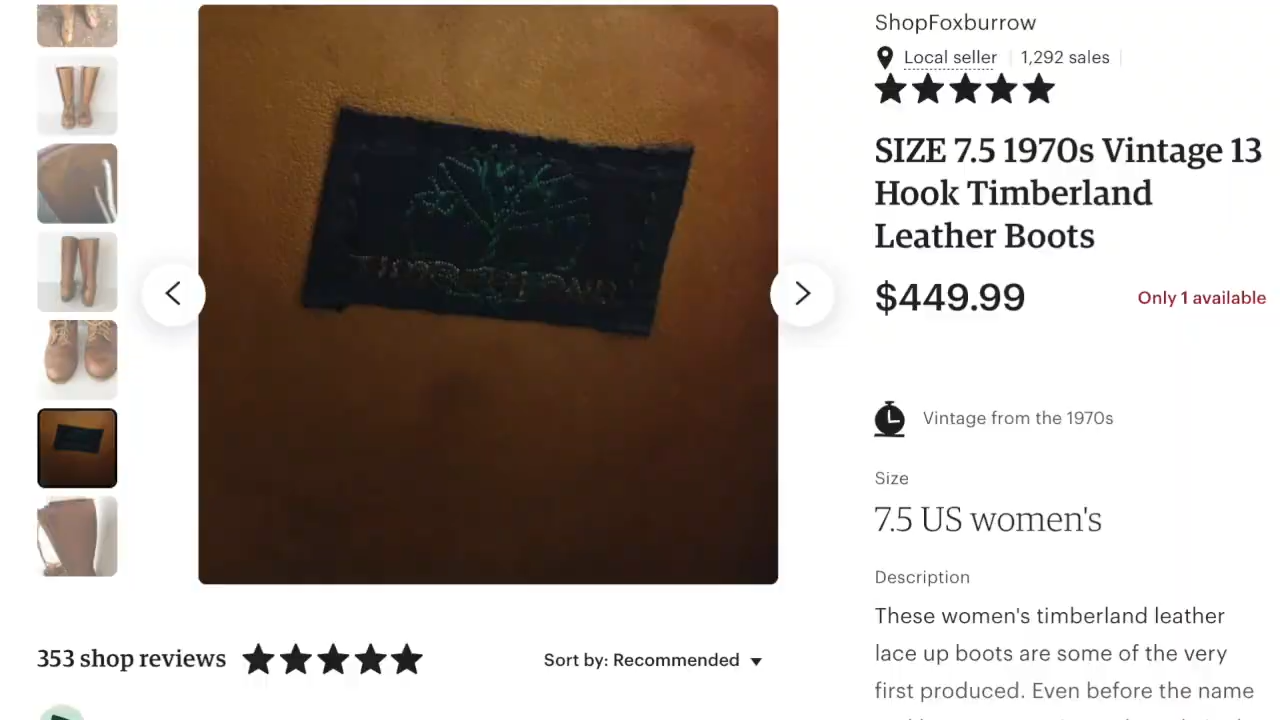 ShopFoxburrow
Local seller
1,292 sales
SIZE 7.5 1970s Vintage 13
Hook Timberland
Leather Boots
$449.99
Only 1 available
Vintage from the 1970s
Size
7.5 US women's
Description
These women's timberland leather
lace up boots are some of the very
first produced. Even before the name
353 shop reviews
Sort by: Recommended